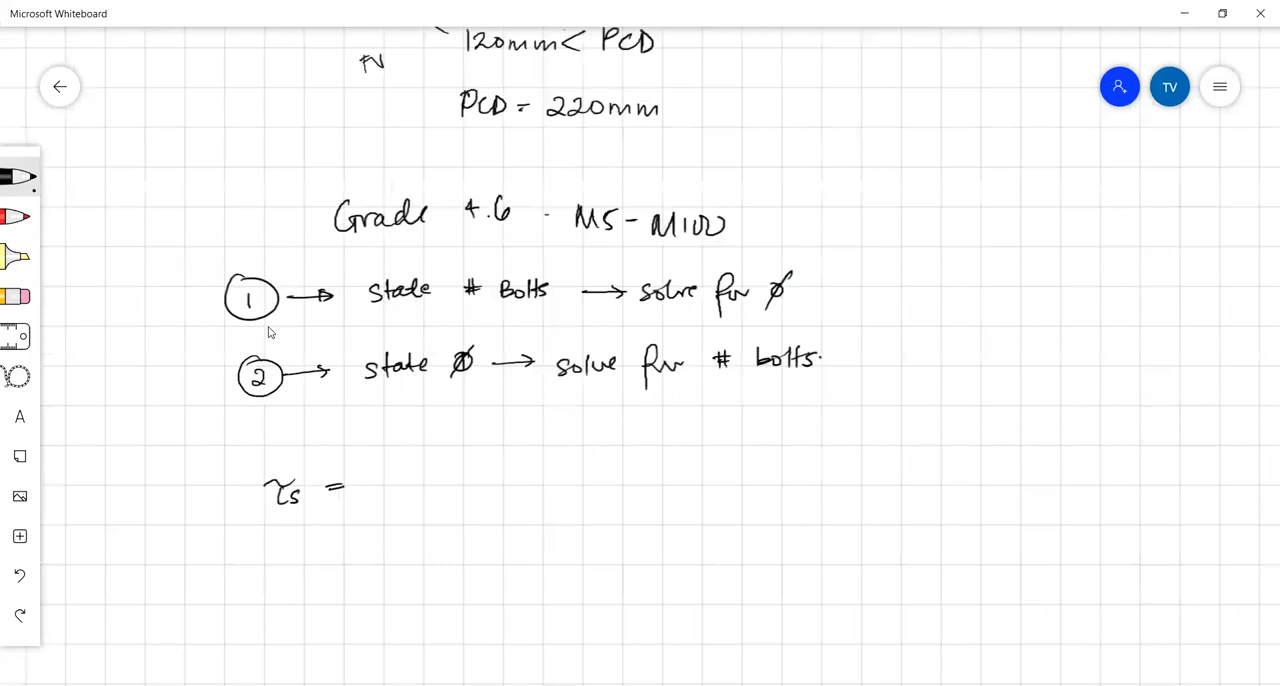 Microsoft Whiteboard
120mm < PCD
PCD = 220mm
TV
Grade 4.6 - M5 - M100
1 → state # Bolts → solve for ø
2 → state ø → solve for # bolts.
A
τs =